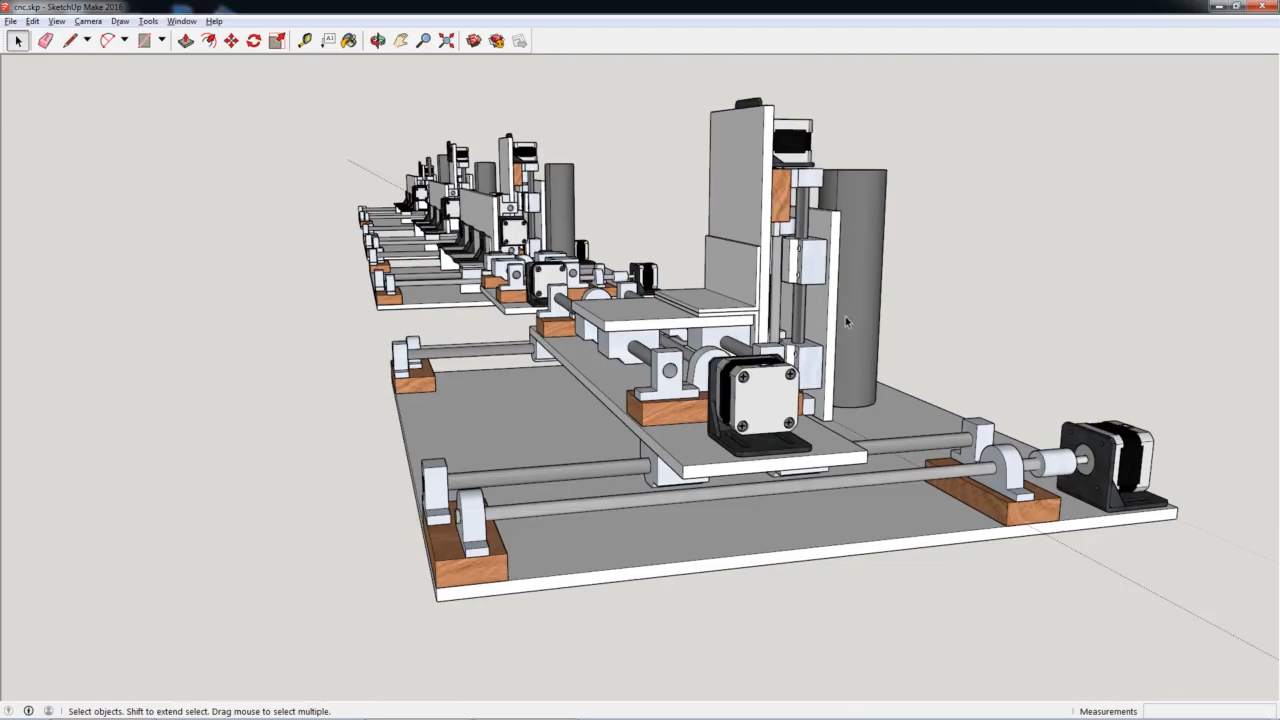 cnc.skp - SketchUp Make 2016
File Edit View Camera Draw Tools Window Help
Select objects. Shift to extend select. Drag mouse to select multiple.
Measurements